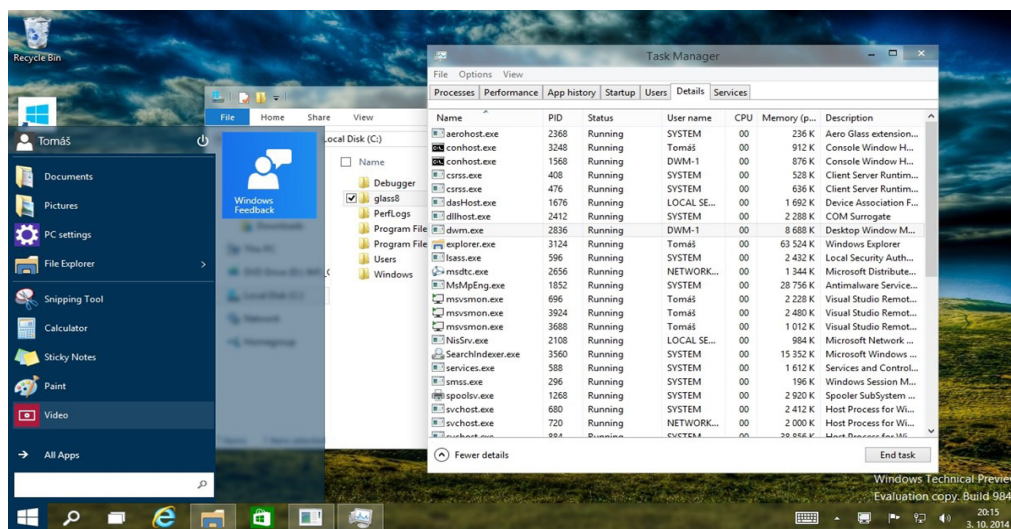 Recycle Bin
Tomáš
Documents
Pictures
PC settings
File Explorer
Snipping Tool
Calculator
Sticky Notes
Paint
Video
All Apps
Windows
Feedback
File Home Share View
Local Disk (C:)
Name
Debugger
glass8
PerfLogs
Program File
Program File
Users
Windows
Task Manager
File Options View
Processes Performance App history Startup Users Details Services
Name PID Status User name CPU Memory (p... Description
aerohost.exe 2368 Running SYSTEM 00 236 K Aero Glass extension...
conhost.exe 3248 Running Tomáš 00 912 K Console Window H...
conhost.exe 1568 Running DWM-1 00 876 K Console Window H...
csrss.exe 408 Running SYSTEM 00 528 K Client Server Runtim...
csrss.exe 476 Running SYSTEM 00 636 K Client Server Runtim...
dasHost.exe 1676 Running LOCAL SE... 00 1 692 K Device Association F...
dllhost.exe 2412 Running SYSTEM 00 2 288 K COM Surrogate
dwm.exe 2836 Running DWM-1 00 8 688 K Desktop Window M...
explorer.exe 3124 Running Tomáš 00 63 524 K Windows Explorer
lsass.exe 596 Running SYSTEM 00 2 432 K Local Security Auth...
msdtc.exe 2656 Running NETWORK... 00 1 344 K Microsoft Distribute...
MsMpEng.exe 1852 Running SYSTEM 00 28 756 K Antimalware Service...
msvsmon.exe 696 Running Tomáš 00 2 228 K Visual Studio Remot...
msvsmon.exe 3924 Running Tomáš 00 2 480 K Visual Studio Remot...
msvsmon.exe 3688 Running Tomáš 00 1 012 K Visual Studio Remot...
NisSrv.exe 2108 Running LOCAL SE... 00 984 K Microsoft Network ...
SearchIndexer.exe 3560 Running SYSTEM 00 15 352 K Microsoft Windows ...
services.exe 588 Running SYSTEM 00 1 612 K Services and Control...
smss.exe 296 Running SYSTEM 00 196 K Windows Session M...
spoolsv.exe 1268 Running SYSTEM 00 2 920 K Spooler SubSystem ...
svchost.exe 680 Running SYSTEM 00 2 412 K Host Process for Wi...
svchost.exe 720 Running NETWORK... 00 2 000 K Host Process for Wi...
svchost.exe 884 Running SYSTEM 00 38 856 K Host Process for Wi...
Fewer details End task
Windows Technical Preview
Evaluation copy. Build 984
20:15
3. 10. 2014